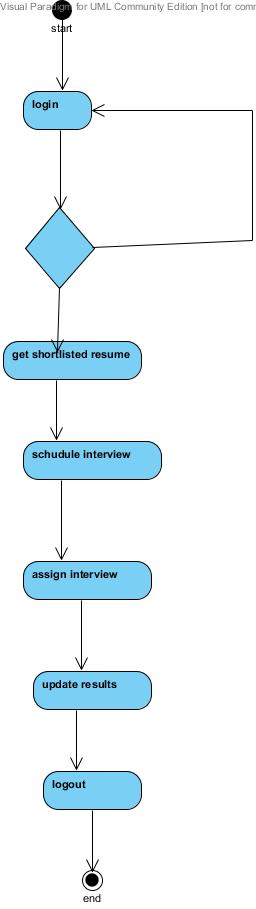 Visual Paradigm for UML Community Edition [not for comm
start
login
get shortlisted resume
schudule interview
assign interview
update results
logout
end